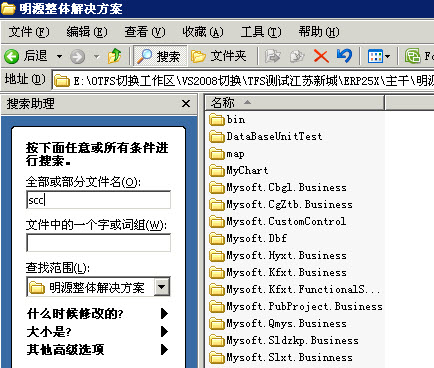 明源整体解决方案
文件(F) 编辑(E) 查看(V) 收藏(A) 工具(T) 帮助(H)
后退 搜索 文件夹
地址(D) E:\OTFS切换工作区\VS2008切换\TFS测试江苏新城\ERP25X\主干\明源
搜索助理
名称
按下面任意或所有条件进
行搜索。
全部或部分文件名(O):
scc
文件中的一个字或词组(W):
查找范围(L):
明源整体解决方案
什么时候修改的?
大小是?
其他高级选项
bin
DataBaseUnitTest
map
MyChart
Mysoft.Cbgl.Business
Mysoft.CgZtb.Business
Mysoft.CustomControl
Mysoft.Dbf
Mysoft.Hyxt.Business
Mysoft.Kfxt.Business
Mysoft.Kfxt.FunctionalS...
Mysoft.PubProject.Business
Mysoft.Qmys.Business
Mysoft.Sldzkp.Business
Mysoft.Slxt.Businness